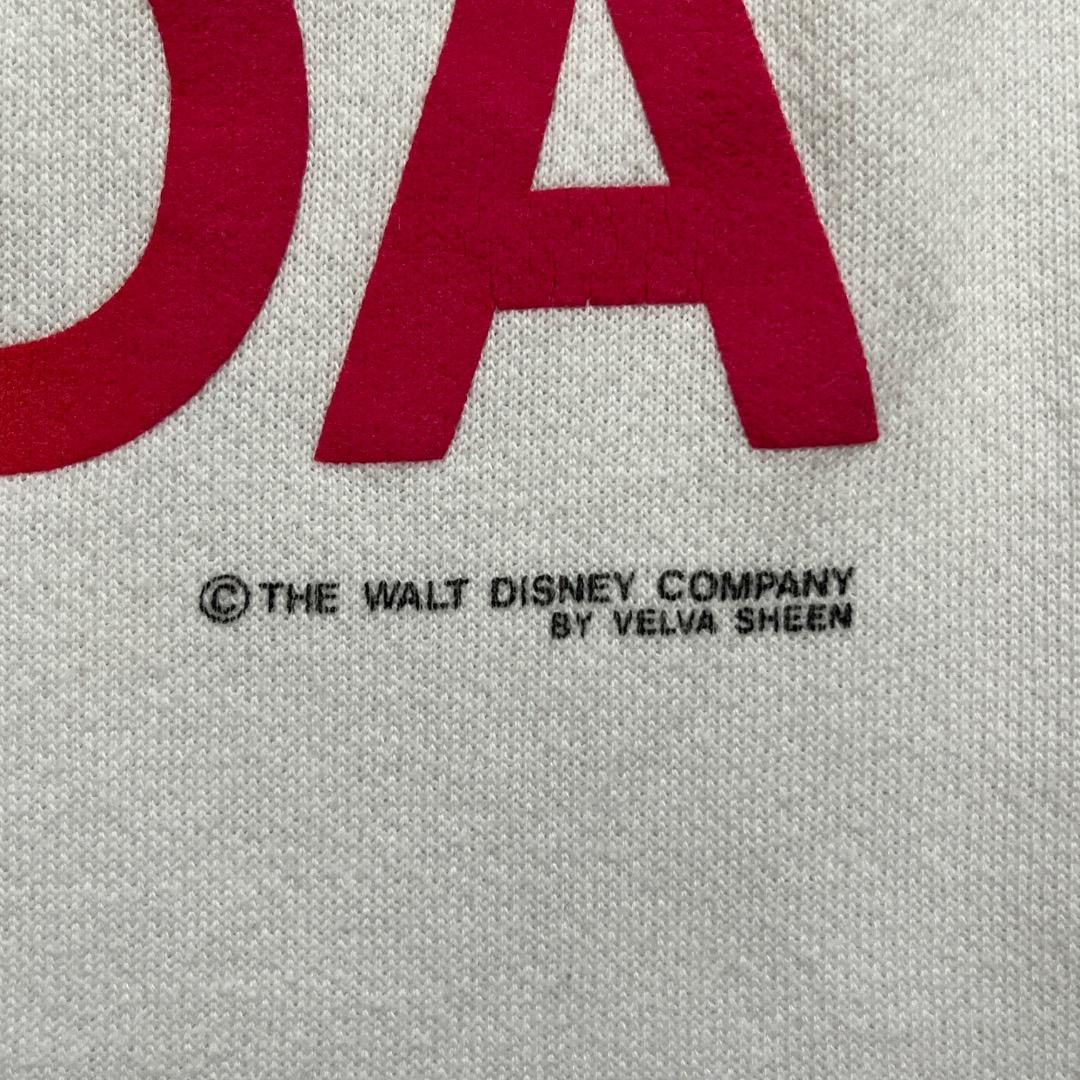 DA
© THE WALT DISNEY COMPANY
BY VELVA SHEEN